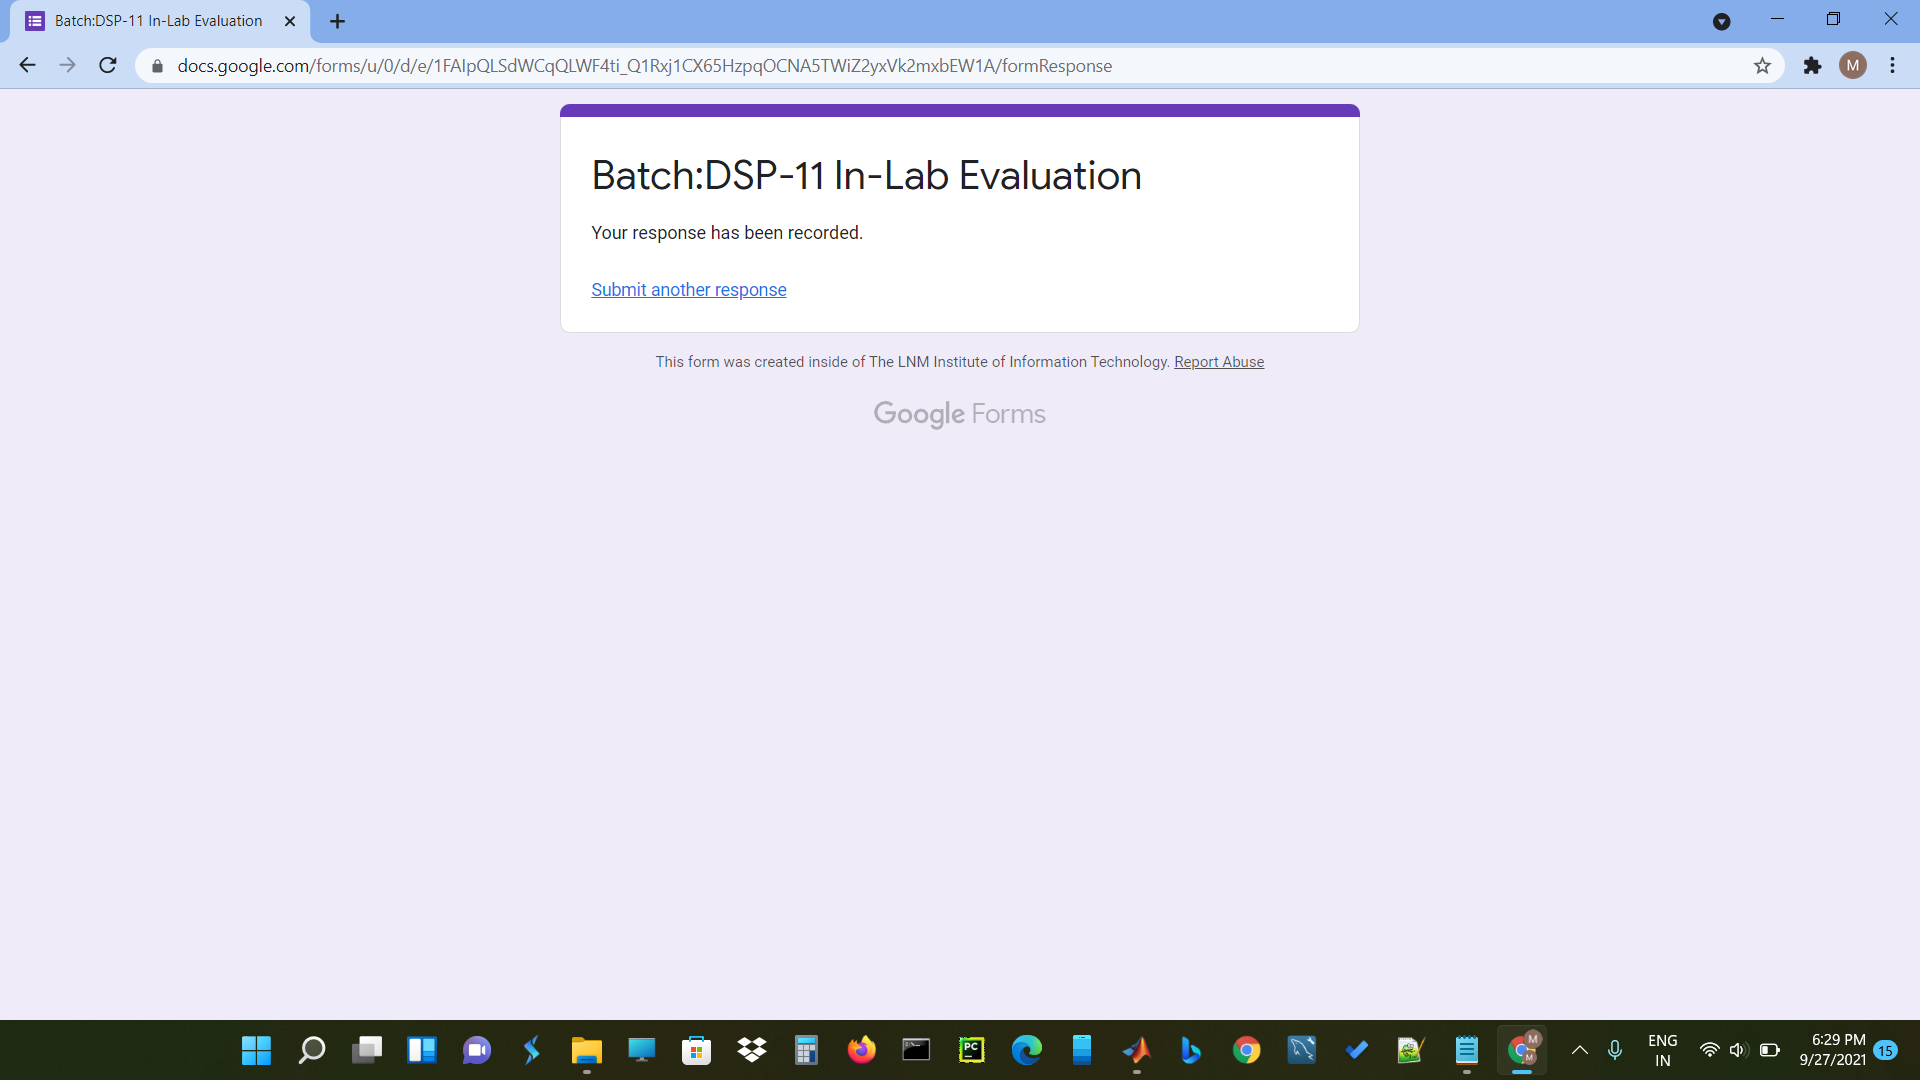 Batch:DSP-11 In-Lab Evaluation
docs.google.com/forms/u/0/d/e/1FAIpQLSdWCqQLWF4ti_Q1Rxj1CX65HzpqOCNA5TWiZ2yxVk2mxbEW1A/formResponse
M
Batch:DSP-11 In-Lab Evaluation
Your response has been recorded.
Submit another response
This form was created inside of The LNM Institute of Information Technology. Report Abuse
Google Forms
PC
M
M
ENG
IN
6:29 PM
9/27/2021
15